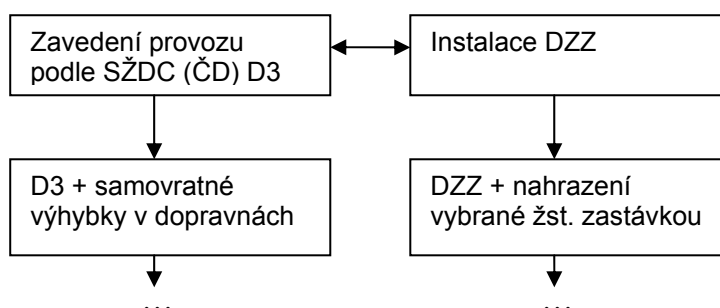 Zavedení provozu
podle SŽDC (ČD) D3
Instalace DZZ
D3 + samovratné
výhybky v dopravnách
DZZ + nahrazení
vybrané žst. zastávkou
...
...